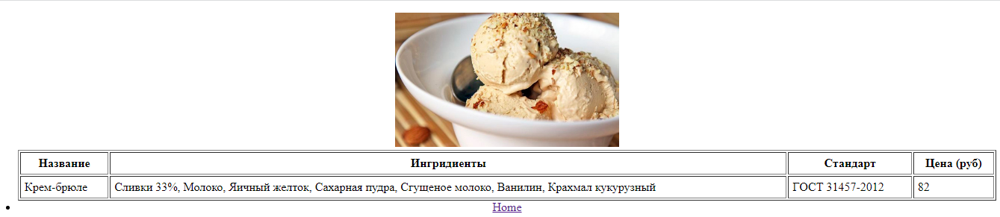 Название Ингридиенты Стандарт Цена (руб)
Крем-брюле Сливки 33%, Молоко, Яичный желток, Сахарная пудра, Сгущеное молоко, Ванилин, Крахмал кукурузный ГОСТ 31457-2012 82
Home